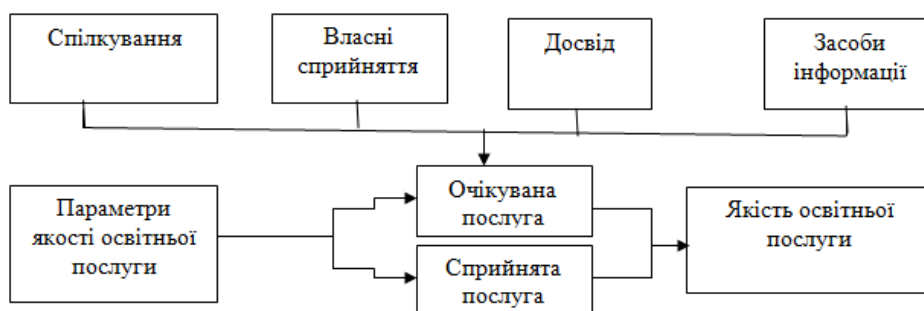 Спілкування
Власні
сприйняття
Досвід
Засоби
інформації
Параметри
якості освітньої
послуги
Очікувана
послуга
Сприйнята
послуга
Якість освітньої
послуги